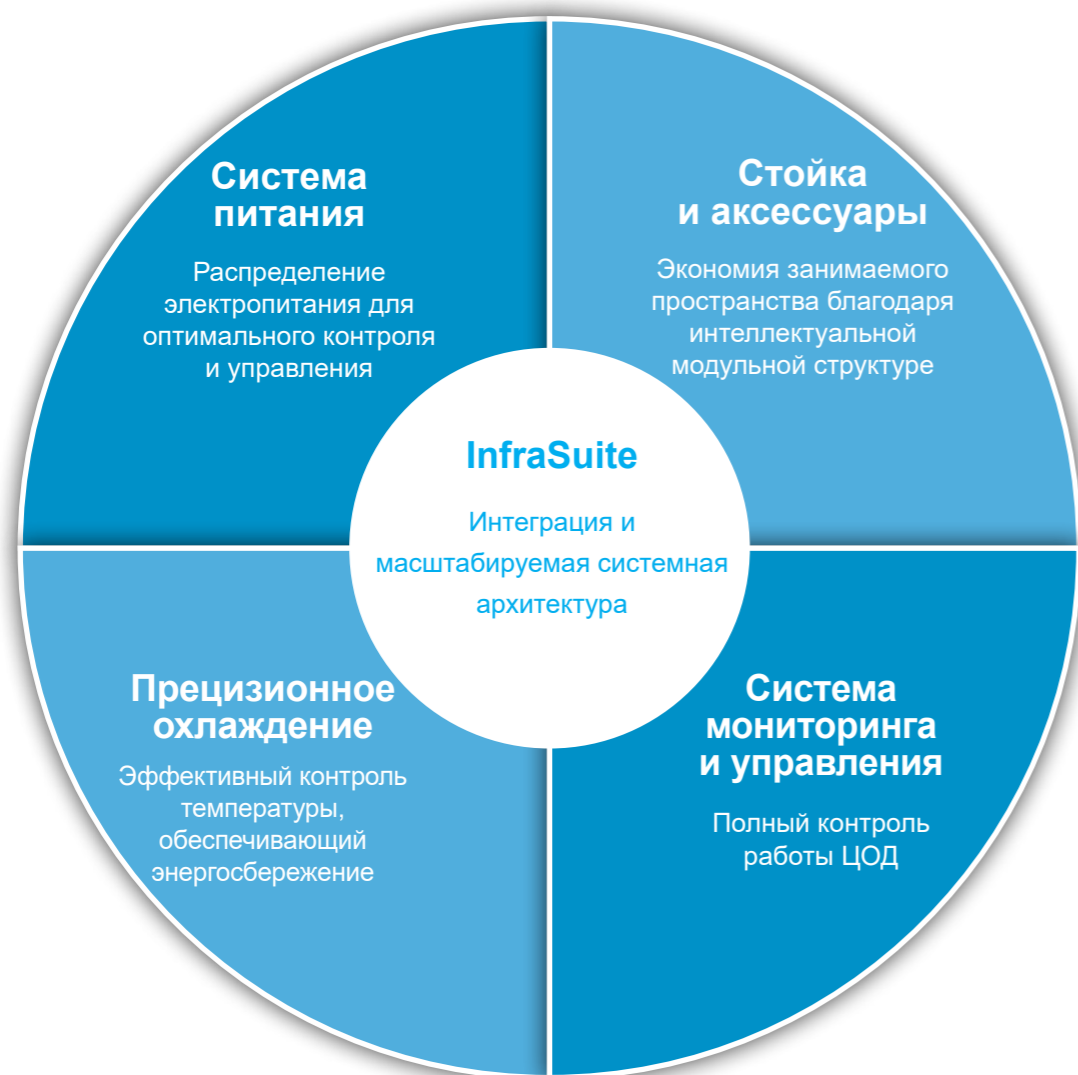 Система
питания
Распределение
электропитания для
оптимального контроля
и управления
Стойка
и аксессуары
Экономия занимаемого
пространства благодаря
интеллектуальной
модульной структуре
InfraSuite
Интеграция и
масштабируемая системная
архитектура
Прецизионное
охлаждение
Эффективный контроль
температуры,
обеспечивающий
энергосбережение
Система
мониторинга
и управления
Полный контроль
работы ЦОД